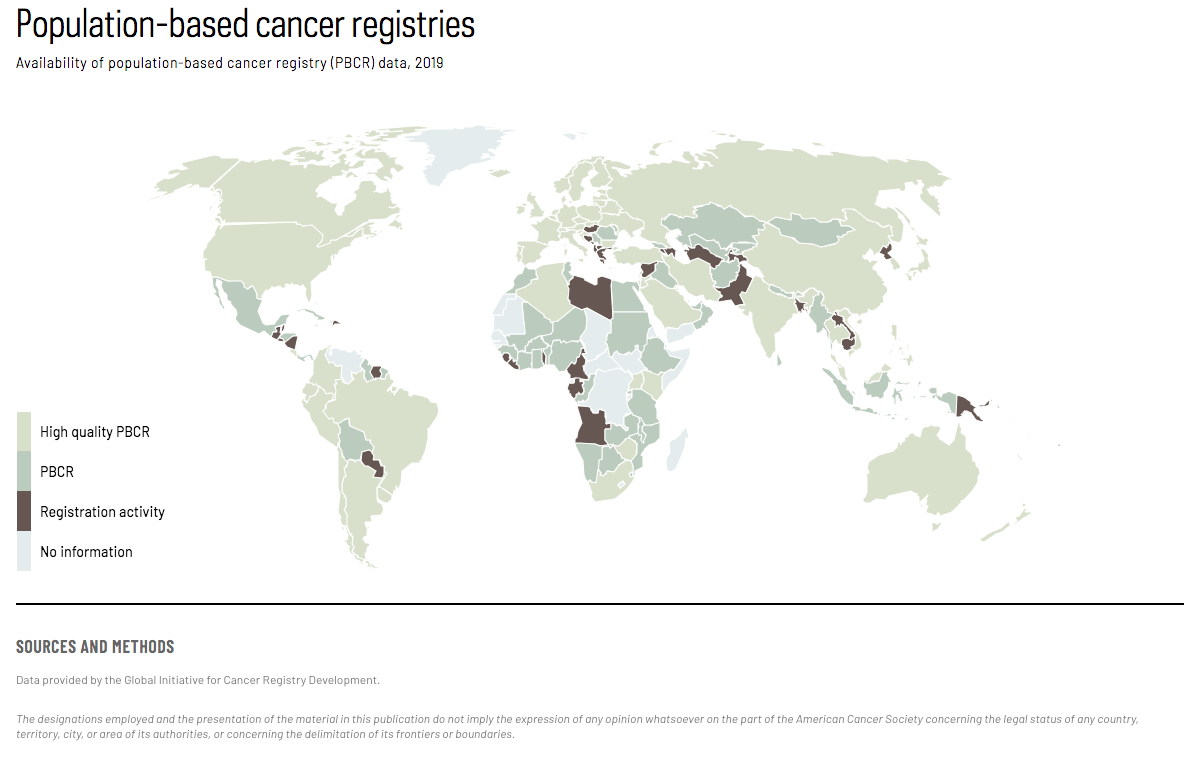 Population-based cancer registries
Availability of population-based cancer registry (PBCR) data, 2019
High quality PBCR
PBCR
Registration activity
No information
SOURCES AND METHODS
Data provided by the Global Initiative for Cancer Registry Development.
The designations employed and the presentation of the material in this publication do not imply the expression of any opinion whatsoever on the part of the American Cancer Society concerning the legal status of any country,
territory, city, or area of its authorities, or concerning the delimitation of its frontiers or boundaries.